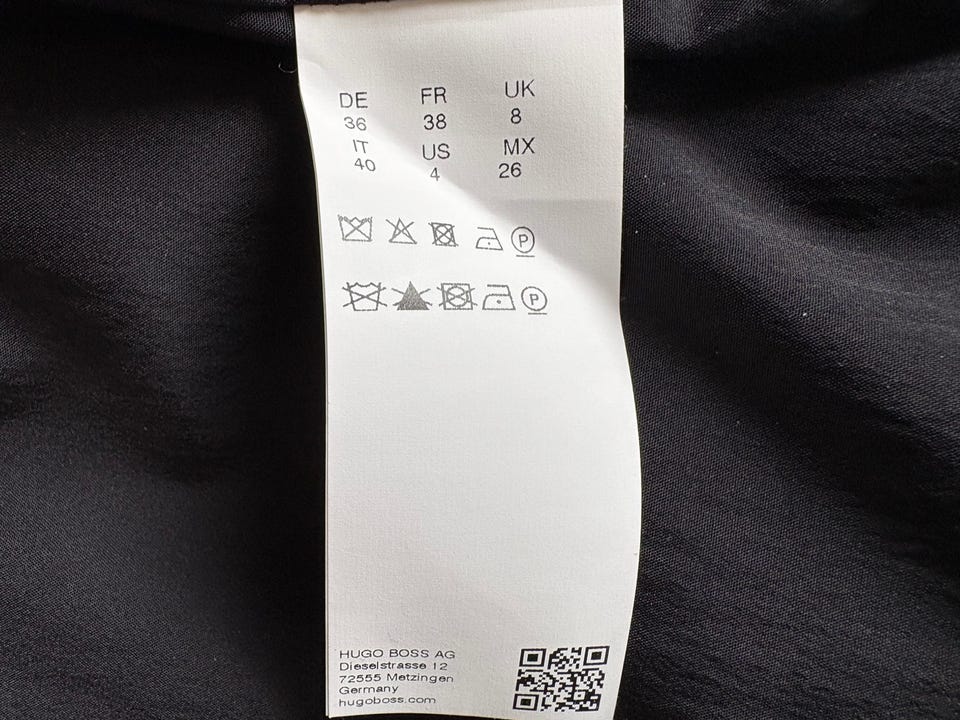 DE FR UK
36 38 8
IT US MX
40 4 26
P
P
HUGO BOSS AG
Dieselstrasse 12
72555 Metzingen
Germany
hugoboss.com